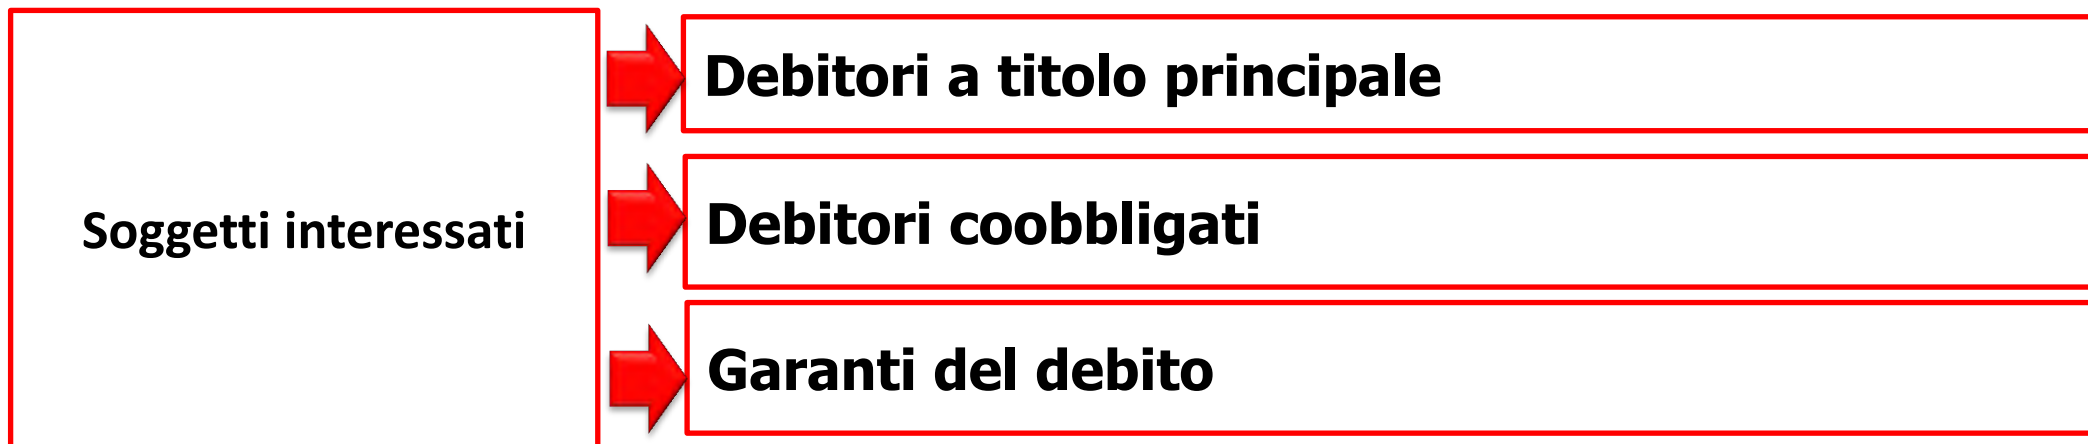 Soggetti interessati
Debitori a titolo principale
Debitori coobbligati
Garanti del debito